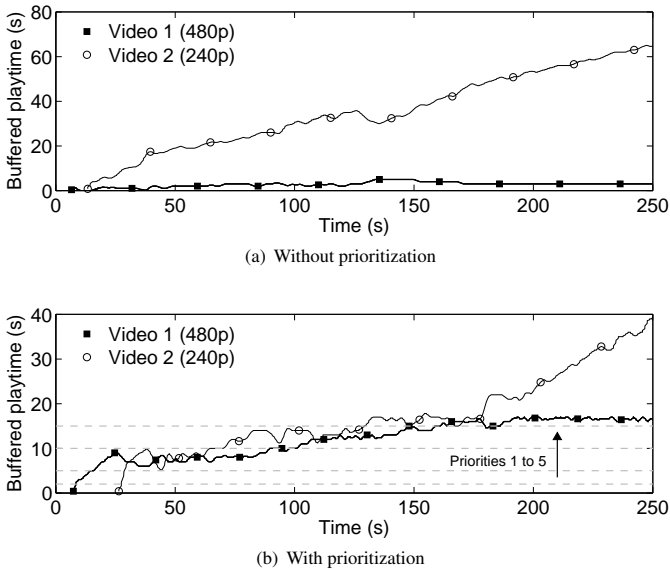 80
60
40
20
0
Buffered playtime (s)
Video 1 (480p)
Video 2 (240p)
0 50 100 150 200 250
Time (s)
(a) Without prioritization
40
30
20
10
0
Buffered playtime (s)
Video 1 (480p)
Video 2 (240p)
Priorities 1 to 5
0 50 100 150 200 250
Time (s)
(b) With prioritization